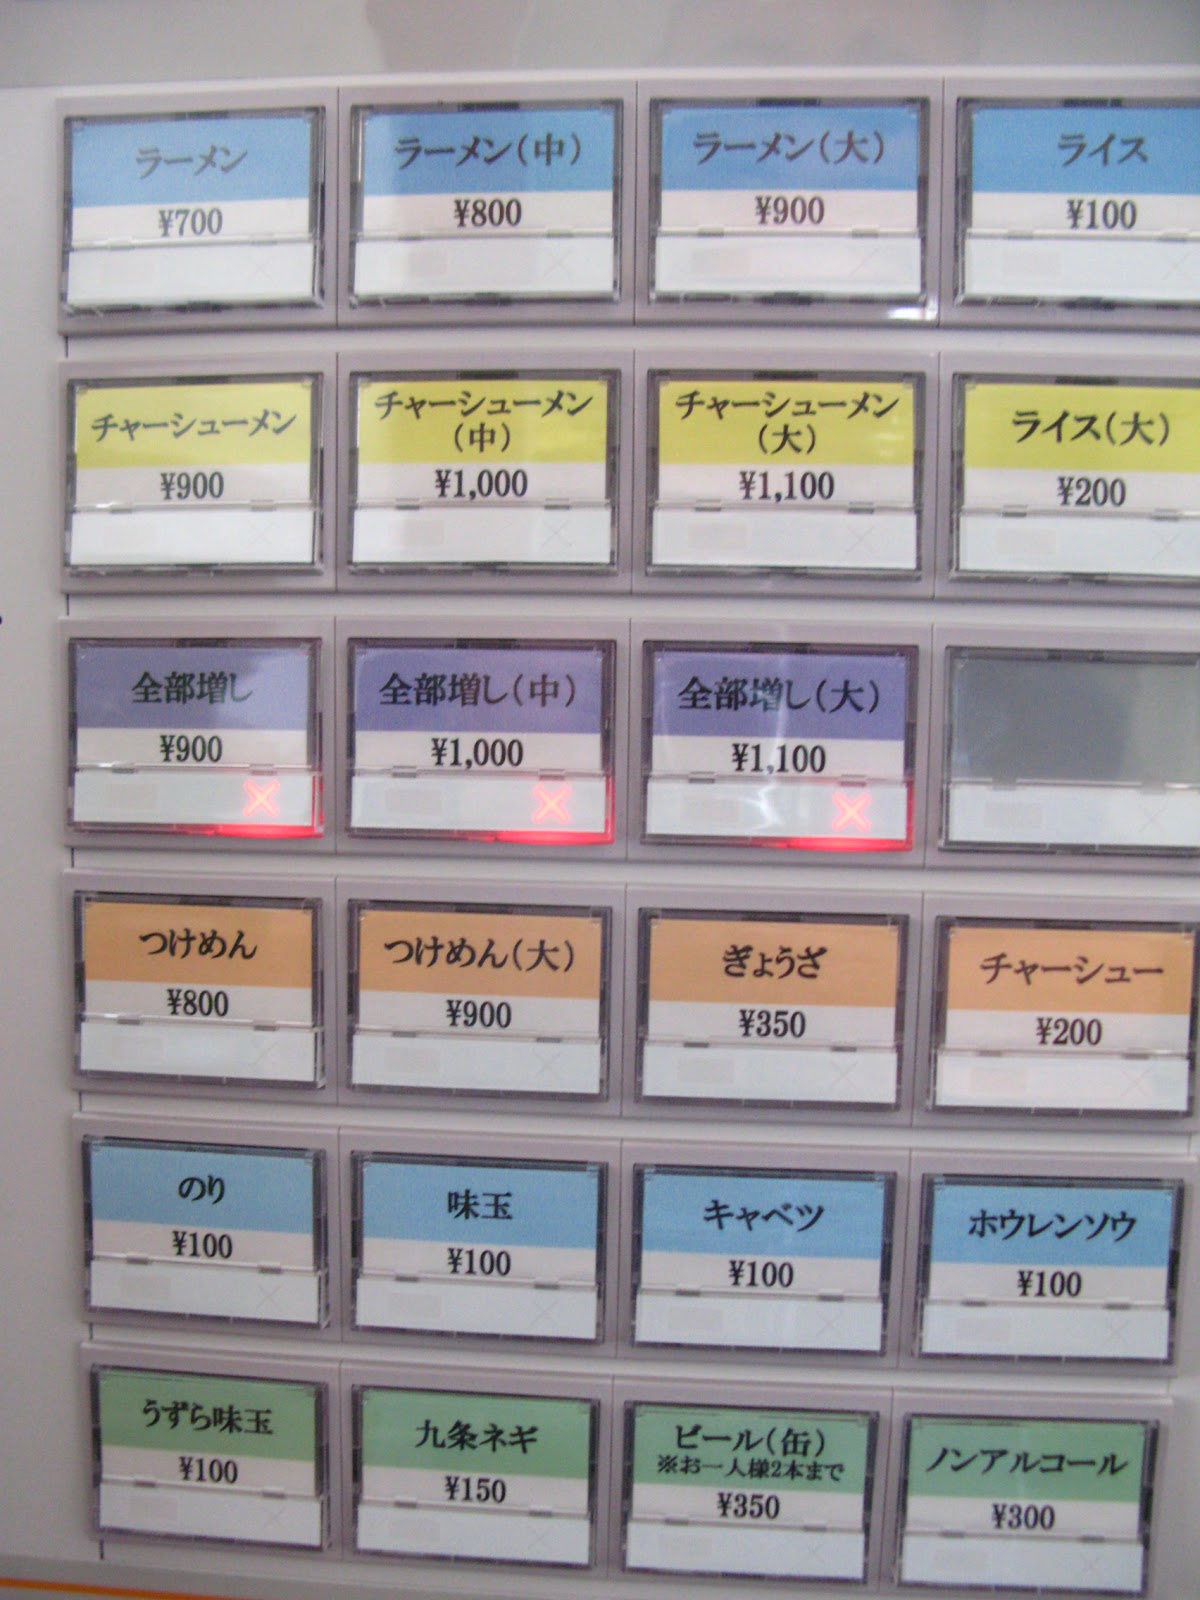 ラーメン
¥700
ラーメン(中)
¥800
ラーメン(大)
¥900
ライス
¥100
チャーシューメン
¥900
チャーシューメン
(中)
¥1,000
チャーシューメン
(大)
¥1,100
ライス(大)
¥200
全部増し
¥900
×
全部増し(中)
¥1,000
×
全部増し(大)
¥1,100
×
つけめん
¥800
つけめん(大)
¥900
ぎょうざ
¥350
チャーシュー
¥200
のり
¥100
味玉
¥100
キャベツ
¥100
ホウレンソウ
¥100
うずら味玉
¥100
九条ネギ
¥150
ビール(缶)
※お一人様2本まで
¥350
ノンアルコール
¥300